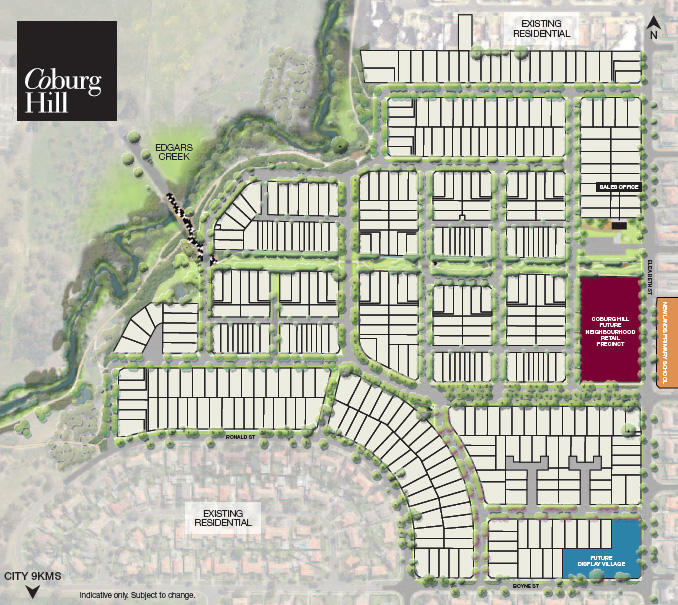 EXISTING
RESIDENTIAL
N
Coburg
Hill
EDGARS
CREEK
SALES OFFICE
ELIZABETH ST
COBURG HILL
FUTURE
NEIGHBOURHOOD
RETAIL
PRECINCT
NEWLANDS PRIMARY SCHOOL
RONALD ST
EXISTING
RESIDENTIAL
FUTURE
DISPLAY VILLAGE
CITY 9KMS
BOYNE ST
Indicative only. Subject to change.